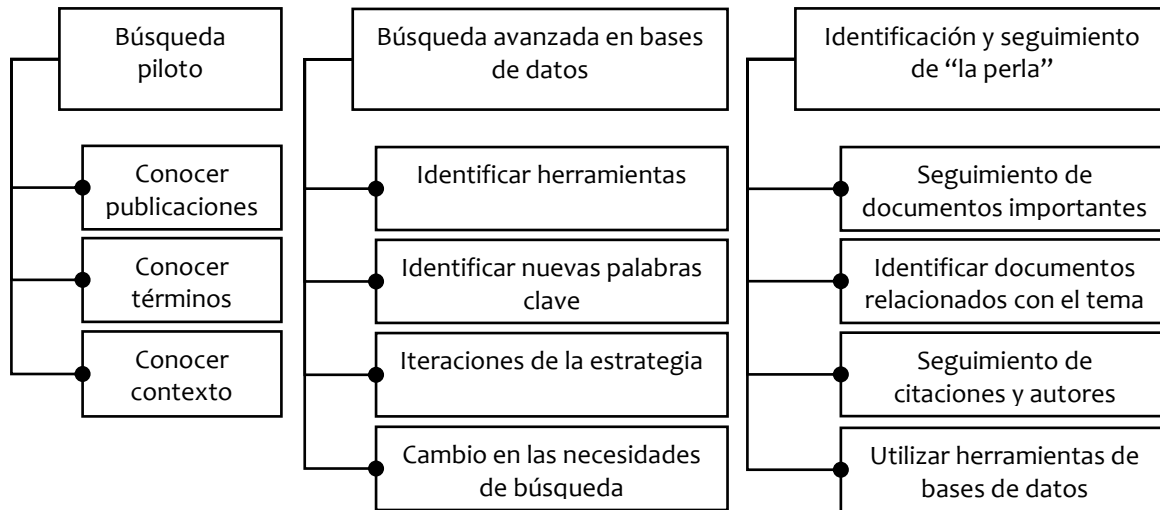 Búsqueda
piloto
Conocer
publicaciones
Conocer
términos
Conocer
contexto
Búsqueda avanzada en bases
de datos
Identificar herramientas
Identificar nuevas palabras
clave
Iteraciones de la estrategia
Cambio en las necesidades
de búsqueda
Identificación y seguimiento
de “la perla”
Seguimiento de
documentos importantes
Identificar documentos
relacionados con el tema
Seguimiento de
citaciones y autores
Utilizar herramientas de
bases de datos